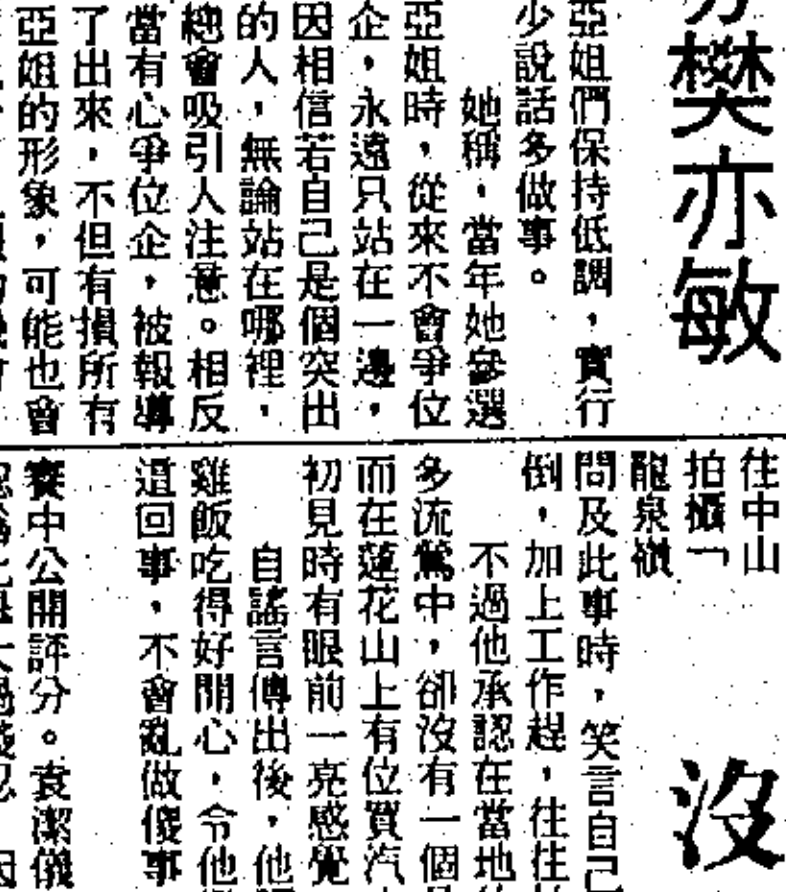 樊亦敏
亞姐們保持低調，實行
少說話多做事。
她稱，當年她參選
亞姐時，從來不會爭位
企，永遠只站在一邊，
因相信若自己是個突出
的人，無論站在哪裡，
總會吸引人注意。相反
當有心爭位企，被報導
了出來，不但有損所有
亞姐的形象，可能也會
往中山
拍攝「
龍泉嶺
沒
問及此事時，笑言自己
倒，加上工作趕，往往
不過他承認在當地
多流鶯中，卻沒有一個
而在蓮花山上有位賣汽
初見時有眼前一亮感覺
自謠言傳出後，他
雞飯吃得好開心，令他
這回事，不會亂做傻事
賽中公開評分。袁潔儀